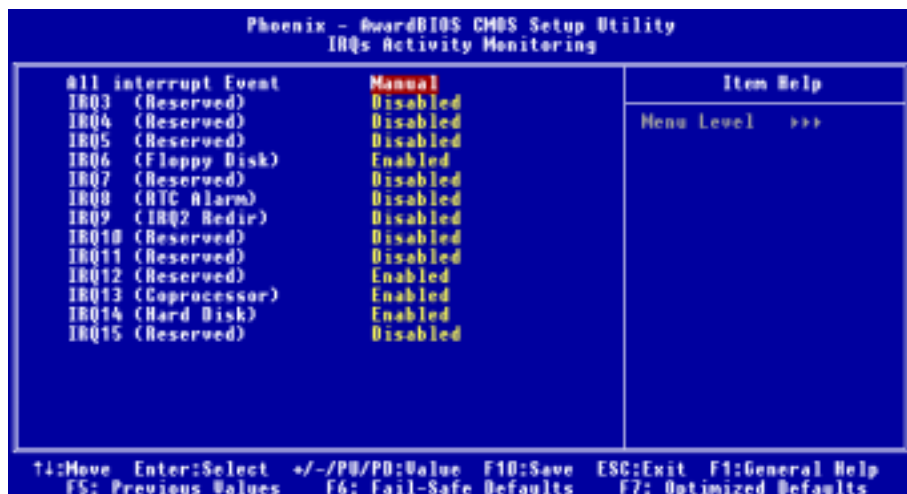 Phoenix - AwardBIOS CMOS Setup Utility
IRQs Activity Monitoring
All interrupt Event Manual
IRQ3 (Reserved) Disabled
IRQ4 (Reserved) Disabled
IRQ5 (Reserved) Disabled
IRQ6 (Floppy Disk) Enabled
IRQ7 (Reserved) Disabled
IRQ8 (RTC Alarm) Disabled
IRQ9 (IRQ2 Redir) Disabled
IRQ10 (Reserved) Disabled
IRQ11 (Reserved) Disabled
IRQ12 (Reserved) Enabled
IRQ13 (Coprocessor) Enabled
IRQ14 (Hard Disk) Enabled
IRQ15 (Reserved) Disabled
Item Help
Menu Level ▸▸▸
↑↓:Move Enter:Select +/-/PU/PD:Value F10:Save ESC:Exit F1:General Help
F5: Previous Values F6: Fail-Safe Defaults F7: Optimized Defaults